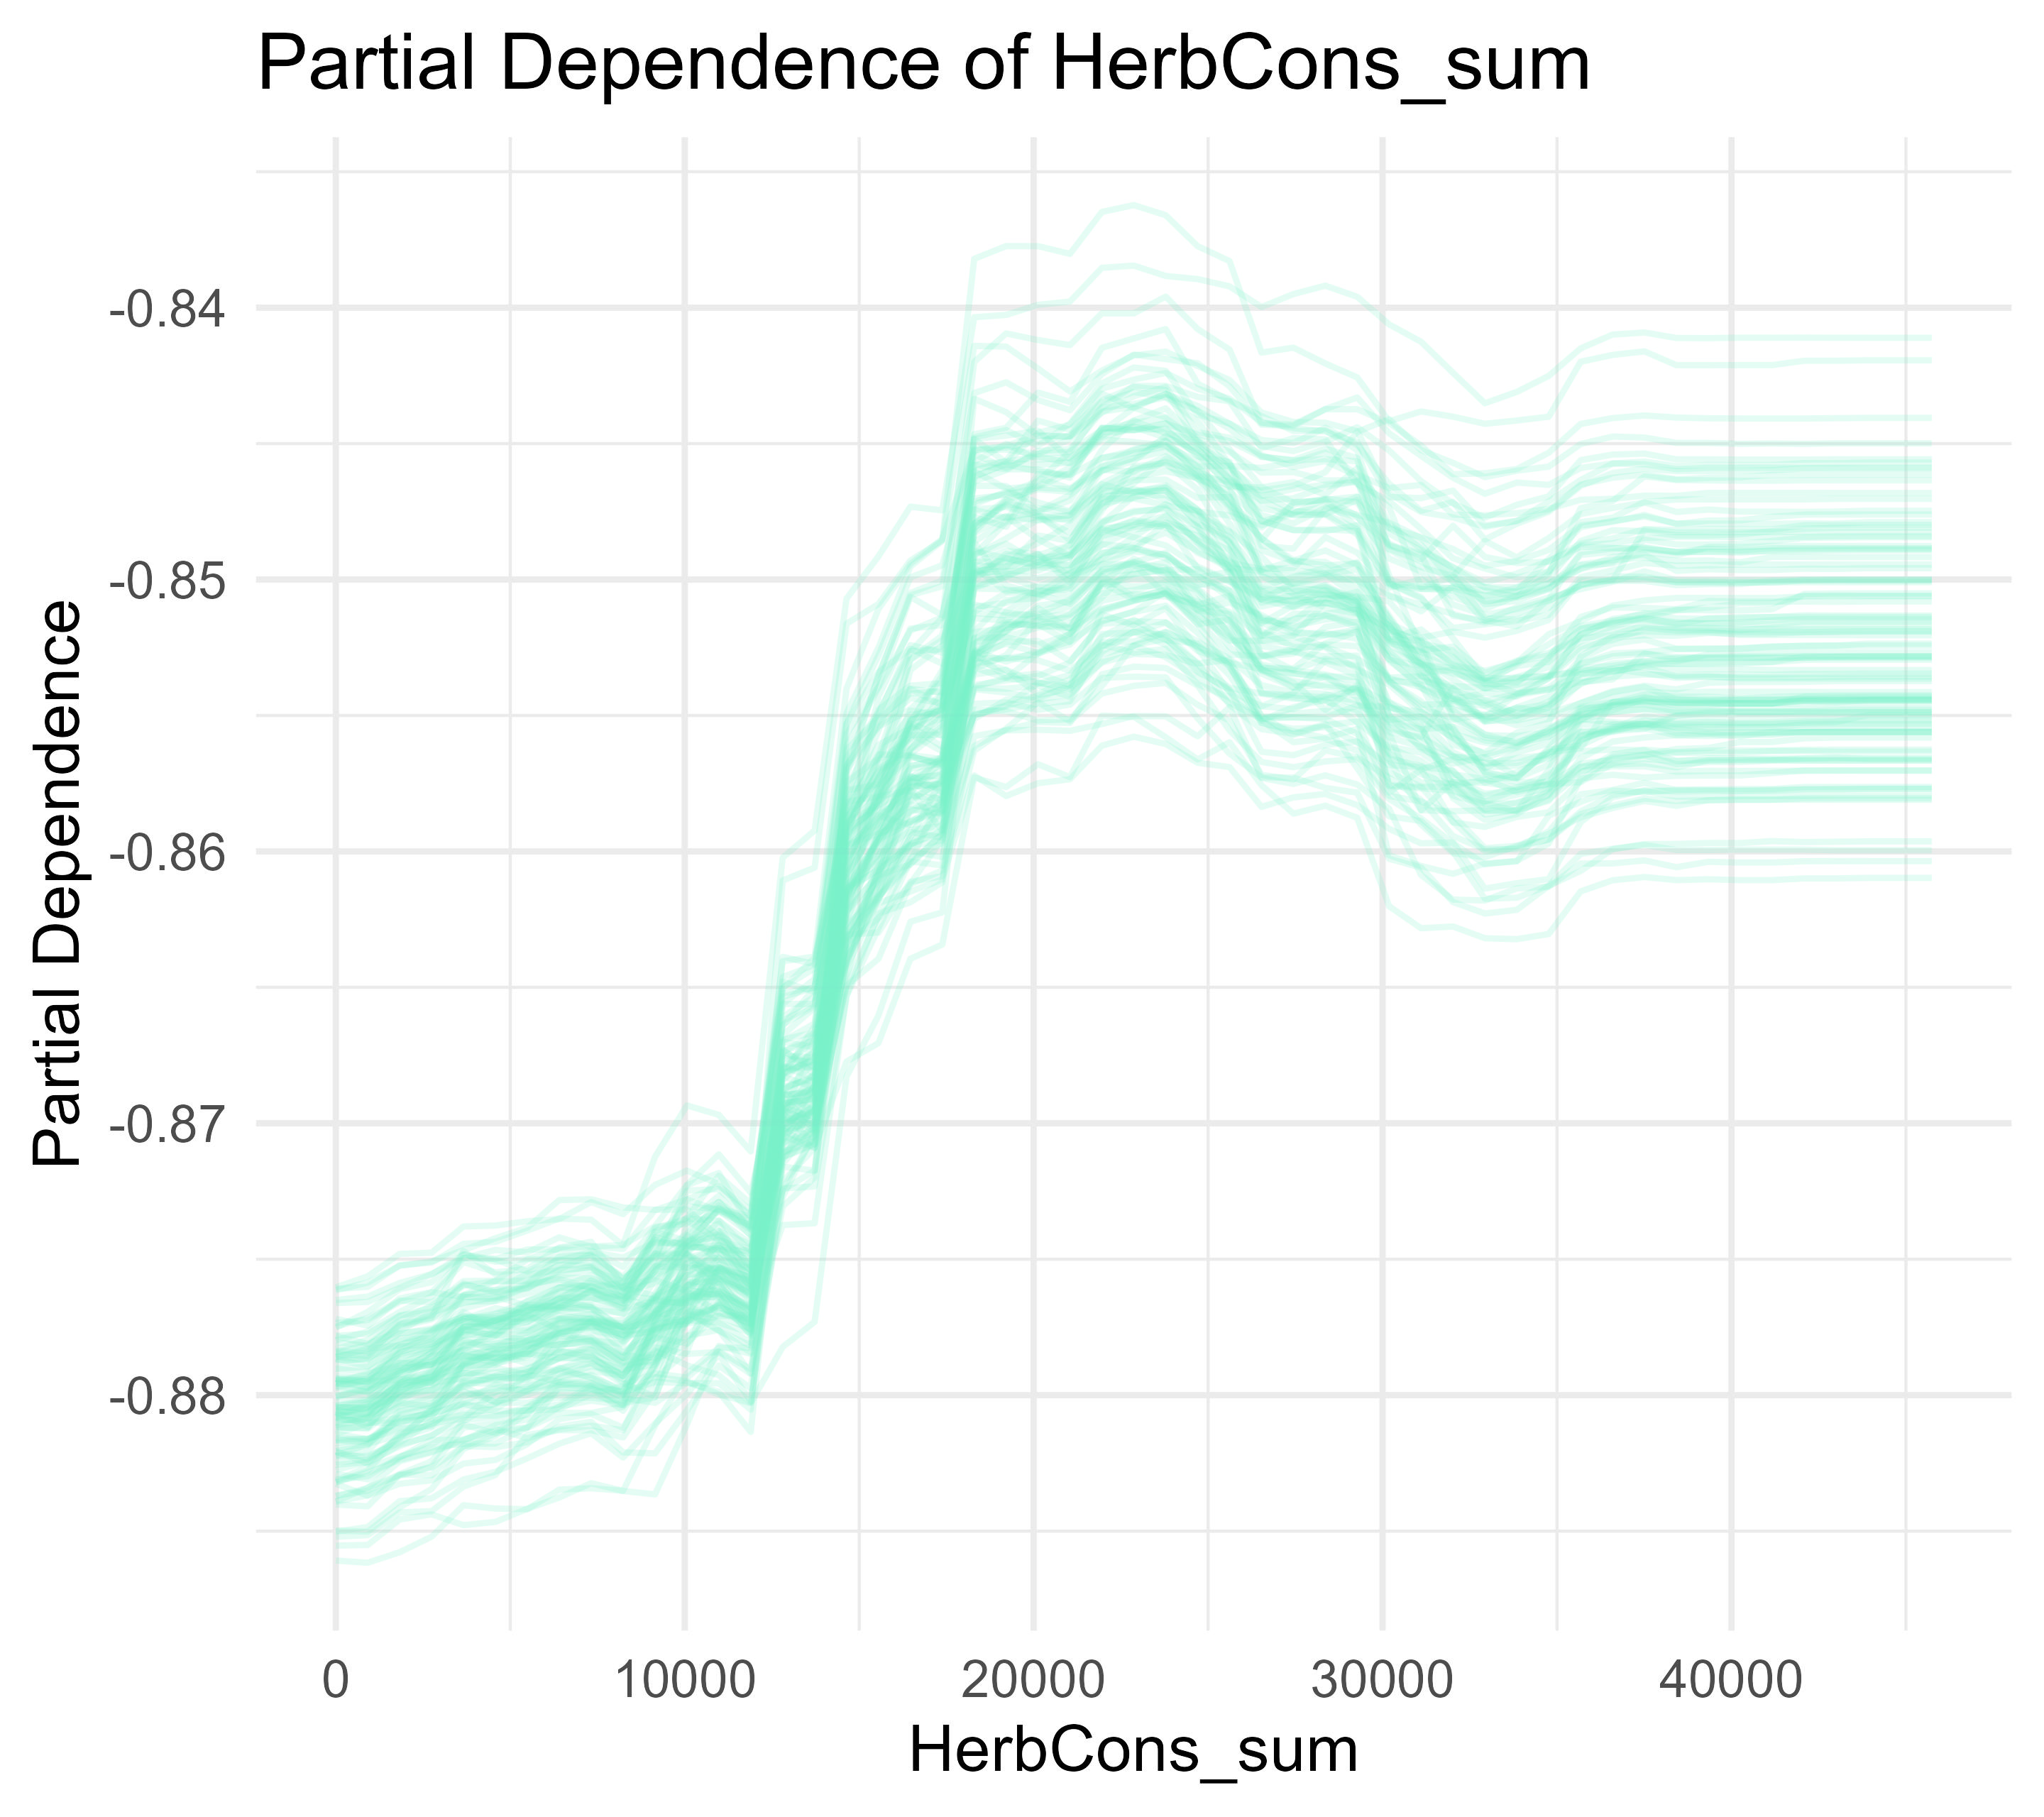 Partial Dependence of HerbCons_sum
Partial Dependence
-0.84
-0.85
-0.86
-0.87
-0.88
0 10000 20000 30000 40000
HerbCons_sum